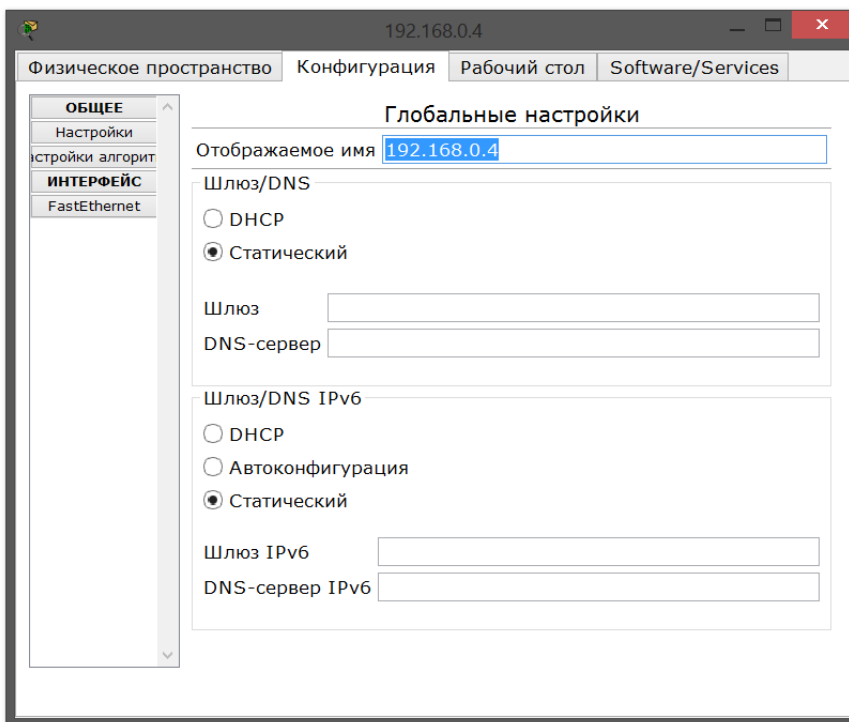 192.168.0.4
Физическое пространство Конфигурация Рабочий стол Software/Services
ОБЩЕЕ
Настройки
астройки алгорит
ИНТЕРФЕЙС
FastEthernet
Глобальные настройки
Отображаемое имя 192.168.0.4
Шлюз/DNS
DHCP
Статический
Шлюз
DNS-сервер
Шлюз/DNS IPv6
DHCP
Автоконфигурация
Статический
Шлюз IPv6
DNS-сервер IPv6